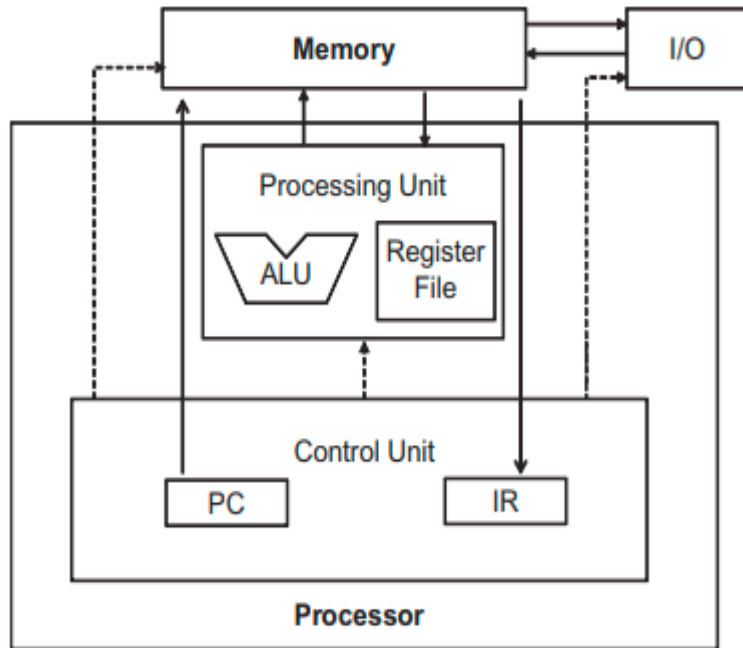 Memory
I/O
Processing Unit
ALU
Register
File
Control Unit
PC
IR
Processor